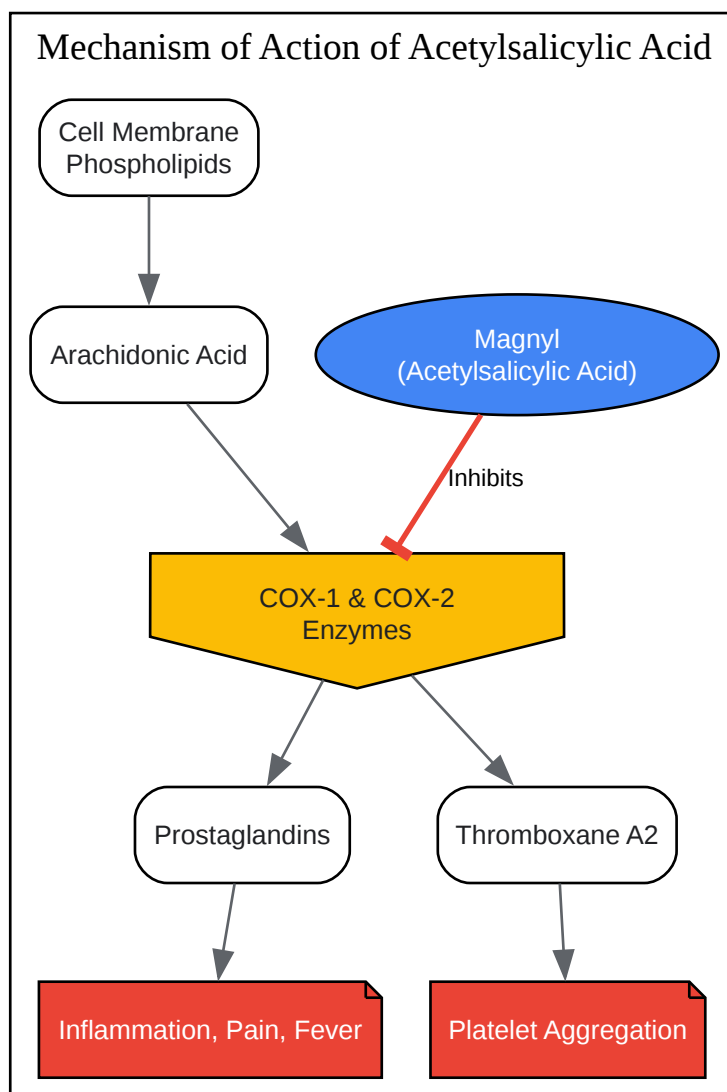 Mechanism of Action of Acetylsalicylic Acid
Cell Membrane
Phospholipids
Arachidonic Acid
Magnyl
(Acetylsalicylic Acid)
Inhibits
COX-1 & COX-2
Enzymes
Prostaglandins
Thromboxane A2
Inflammation, Pain, Fever
Platelet Aggregation